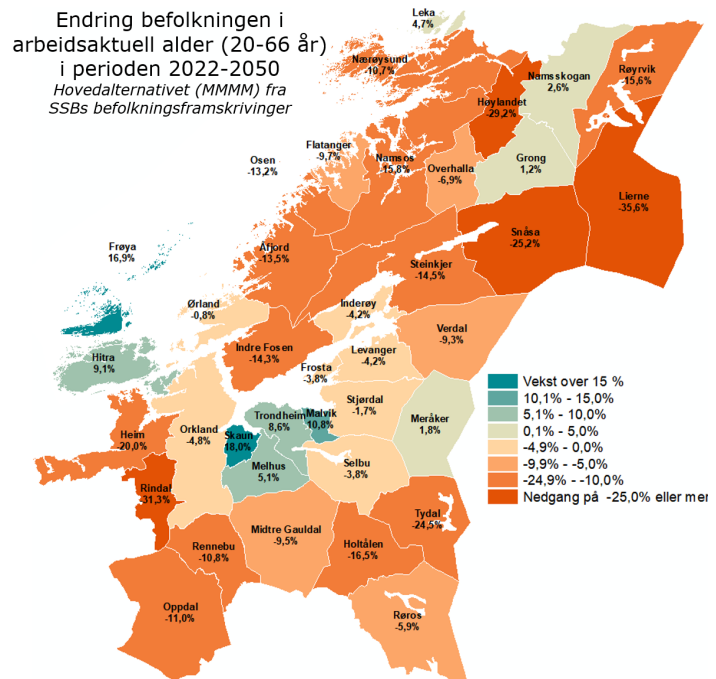 Endring befolkningen i
arbeidsaktuell alder (20-66 år)
i perioden 2022-2050
Hovedalternativet (MMMM) fra
SSBs befolkningsframskrivinger
Leka
4,7%
Nærøysund
-10,7%
Namsskogan
2,6%
Røyrvik
-15,6%
Høylandet
-29,2%
Flatanger
-9,7%
Osen
-13,2%
Namsos
-15,8%
Overhalla
-6,9%
Grong
1,2%
Lierne
-35,6%
Snåsa
-25,2%
Frøya
16,9%
Åfjord
-13,5%
Steinkjer
-14,5%
Ørland
-0,8%
Inderøy
-4,2%
Verdal
-9,3%
Hitra
9,1%
Indre Fosen
-14,3%
Levanger
-4,2%
Frosta
-3,8%
Stjørdal
-1,7%
Meråker
1,8%
Heim
-20,0%
Orkland
-4,8%
Skaun
18,0%
Trondheim
8,6%
Malvik
10,8%
Melhus
5,1%
Selbu
-3,8%
Rindal
-31,3%
Tydal
-24,5%
Midtre Gauldal
-9,5%
Holtålen
-16,5%
Rennebu
-10,8%
Oppdal
-11,0%
Røros
-5,9%
Vekst over 15 %
10,1% - 15,0%
5,1% - 10,0%
0,1% - 5,0%
-4,9% - 0,0%
-9,9% - -5,0%
-24,9% - -10,0%
Nedgang på -25,0% eller mer